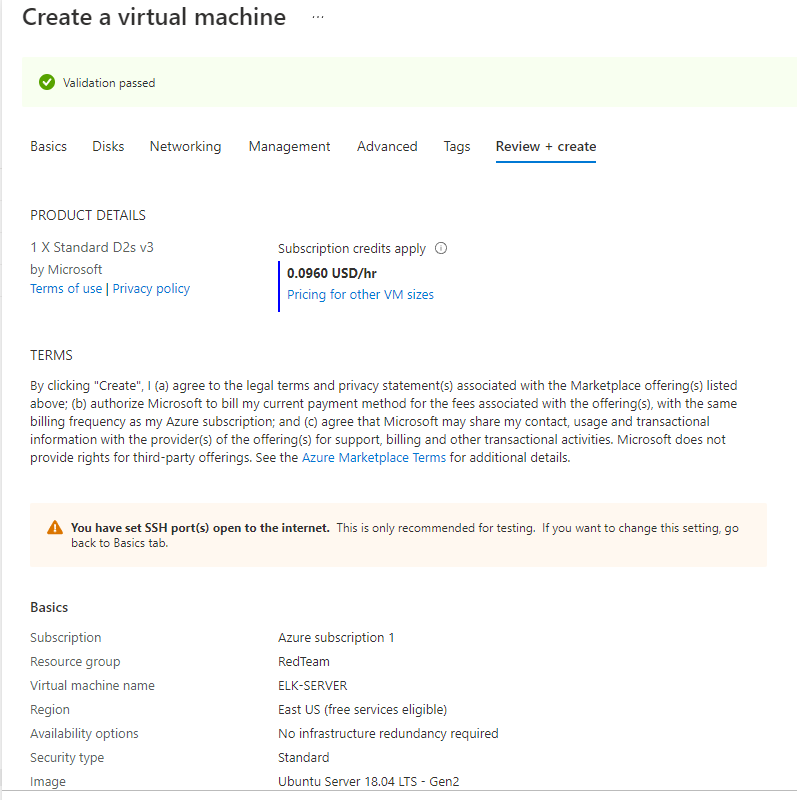 Create a virtual machine ...
Validation passed
Basics Disks Networking Management Advanced Tags Review + create
PRODUCT DETAILS
1 X Standard D2s v3
by Microsoft
Terms of use | Privacy policy
Subscription credits apply
0.0960 USD/hr
Pricing for other VM sizes
TERMS
By clicking "Create", I (a) agree to the legal terms and privacy statement(s) associated with the Marketplace offering(s) listed
above; (b) authorize Microsoft to bill my current payment method for the fees associated with the offering(s), with the same
billing frequency as my Azure subscription; and (c) agree that Microsoft may share my contact, usage and transactional
information with the provider(s) of the offering(s) for support, billing and other transactional activities. Microsoft does not
provide rights for third-party offerings. See the Azure Marketplace Terms for additional details.
You have set SSH port(s) open to the internet. This is only recommended for testing. If you want to change this setting, go
back to Basics tab.
Basics
Subscription Azure subscription 1
Resource group RedTeam
Virtual machine name ELK-SERVER
Region East US (free services eligible)
Availability options No infrastructure redundancy required
Security type Standard
Image Ubuntu Server 18.04 LTS - Gen2